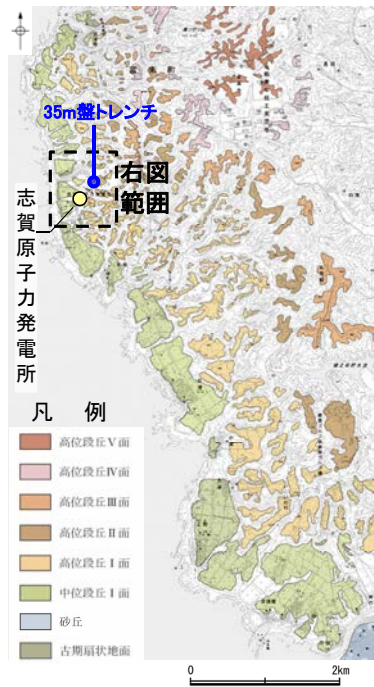 35m盤トレンチ
右図
範囲
志賀原子力発電所
凡 例
高位段丘Ⅴ面
高位段丘Ⅳ面
高位段丘Ⅲ面
高位段丘Ⅱ面
高位段丘Ⅰ面
中位段丘Ⅰ面
砂丘
古期扇状地面
0 2km